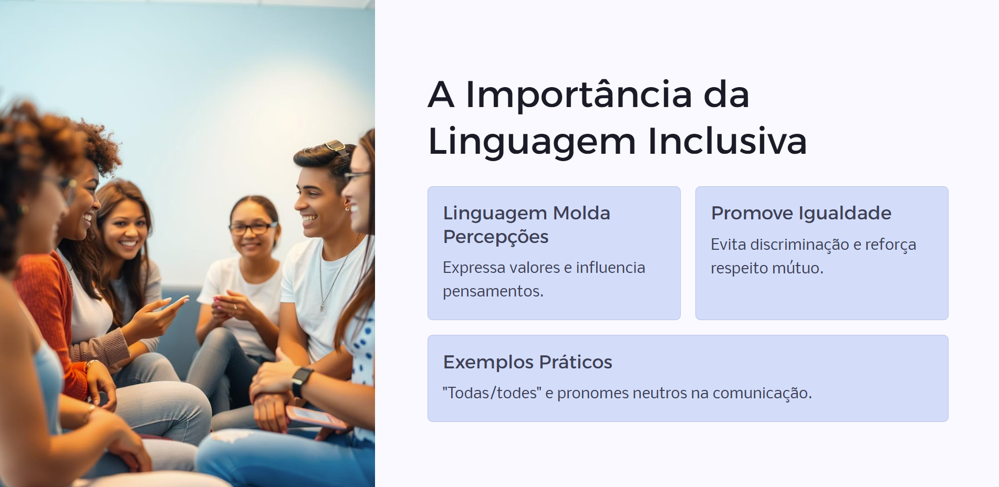 A Importância da
Linguagem Inclusiva
Linguagem Molda
Percepções
Expressa valores e influencia
pensamentos.
Promove Igualdade
Evita discriminação e reforça
respeito mútuo.
Exemplos Práticos
"Todas/todes" e pronomes neutros na comunicação.